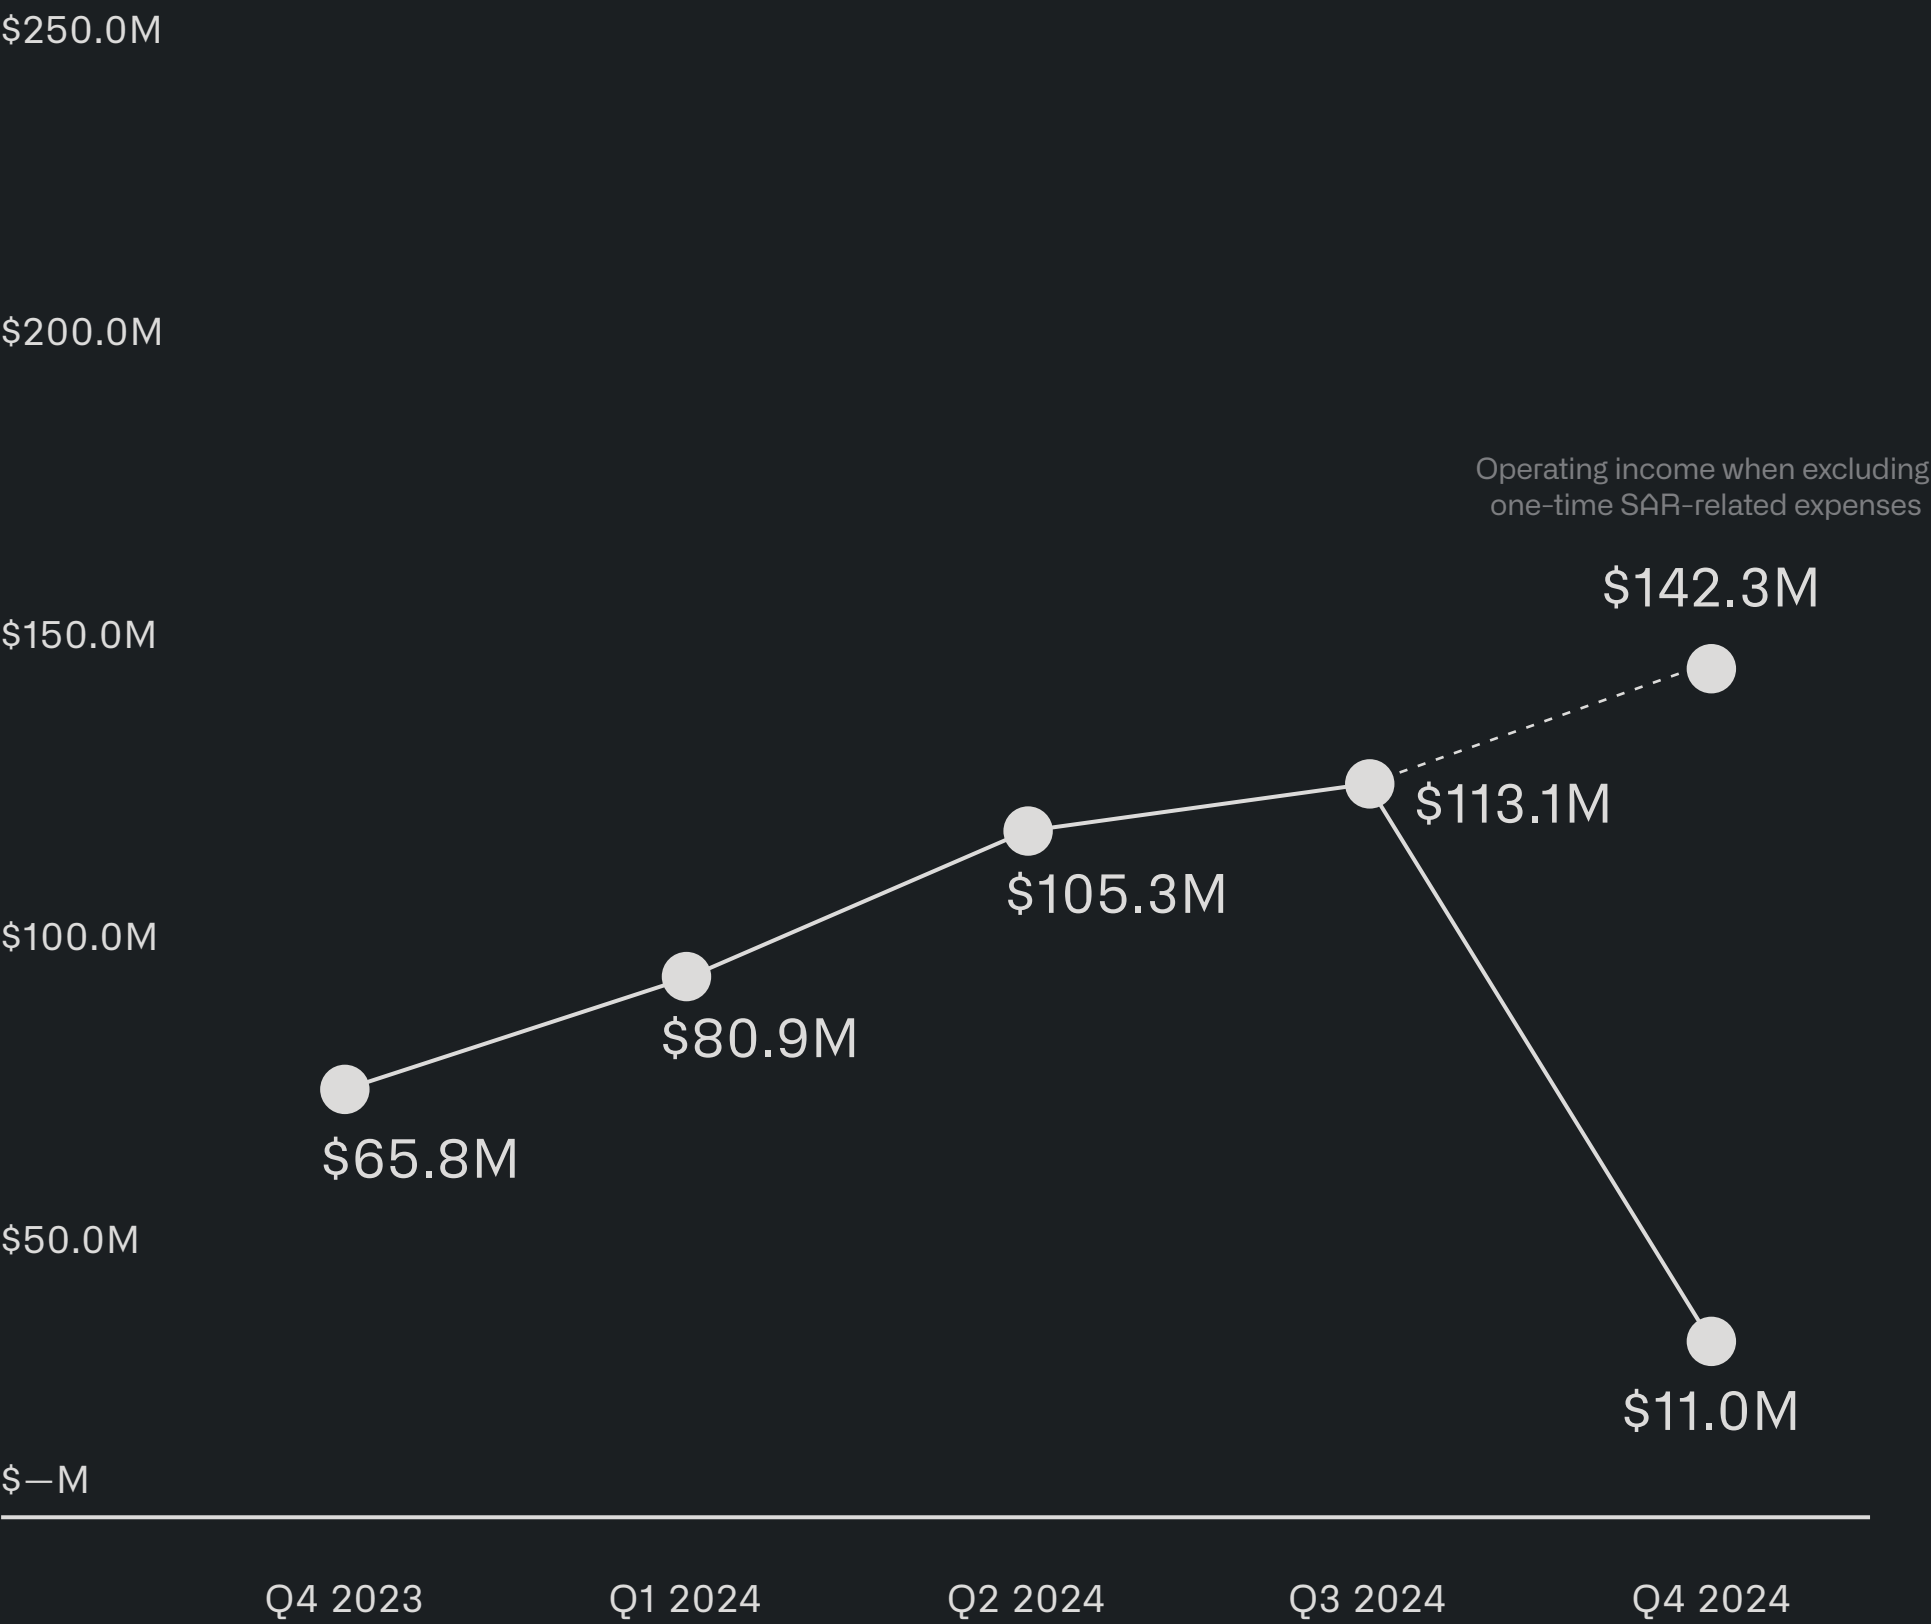 $250.0M
$200.0M
Operating income when excluding
one-time SAR-related expenses
$142.3M
$150.0M
$113.1M
$105.3M
$100.0M
$80.9M
$65.8M
$50.0M
$11.0M
$—M
Q4 2023 Q1 2024 Q2 2024 Q3 2024 Q4 2024